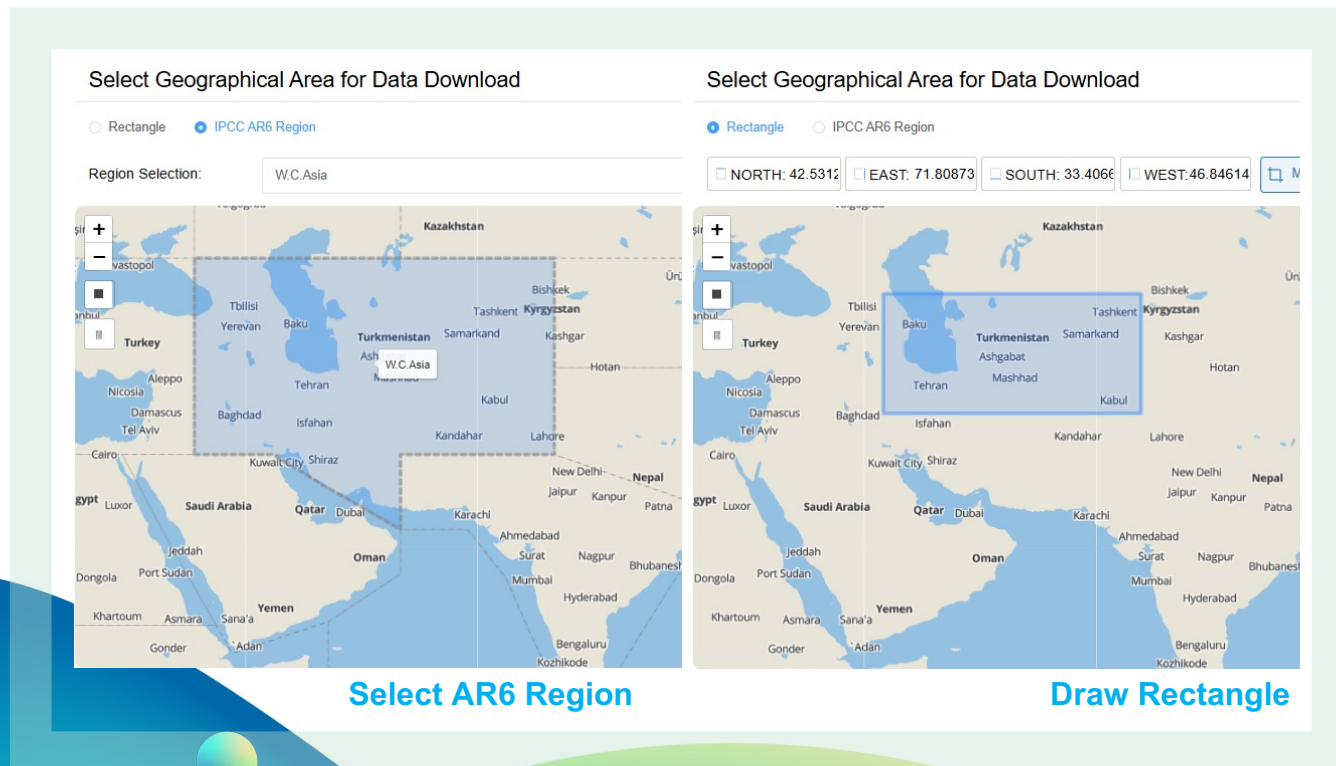 Select Geographical Area for Data Download
Rectangle IPCC AR6 Region
Region Selection: W.C.Asia
+
−
Kazakhstan
Bishkek
Tbilisi
Tashkent Kyrgyzstan
Yerevan Baku Samarkand
Turkey Turkmenistan Kashgar
W.C.Asia
Hotan
Aleppo Tehran
Nicosia Kabul
Damascus Baghdad Isfahan
Tel Aviv Kandahar Lahore
Cairo Kuwait City Shiraz
New Delhi Nepal
Luxor Saudi Arabia Qatar Dubai Karachi Jaipur Kanpur Patna
Ahmedabad
Jeddah Oman Surat Nagpur
Dongola Port Sudan Mumbai
Hyderabad
Khartoum Asmara Sana'a Yemen
Gonder 'Adan Bengaluru
Kozhikode
Select AR6 Region
Select Geographical Area for Data Download
Rectangle IPCC AR6 Region
NORTH: 42.5312 EAST: 71.80873 SOUTH: 33.4066 WEST:46.84614 M
+
−
Kazakhstan
Bishkek
Tbilisi
Tashkent Kyrgyzstan
Yerevan Baku Samarkand
Turkey Turkmenistan Kashgar
Ashgabat
Hotan
Aleppo Tehran Mashhad
Nicosia Kabul
Damascus Baghdad Isfahan
Tel Aviv Kandahar Lahore
Cairo Kuwait City Shiraz
New Delhi Nepal
Luxor Saudi Arabia Qatar Dubai Karachi Jaipur Kanpur Patna
Ahmedabad
Jeddah Oman Surat Nagpur
Dongola Port Sudan Mumbai
Hyderabad
Khartoum Asmara Sana'a Yemen
Gonder 'Adan Bengaluru
Kozhikode
Draw Rectangle